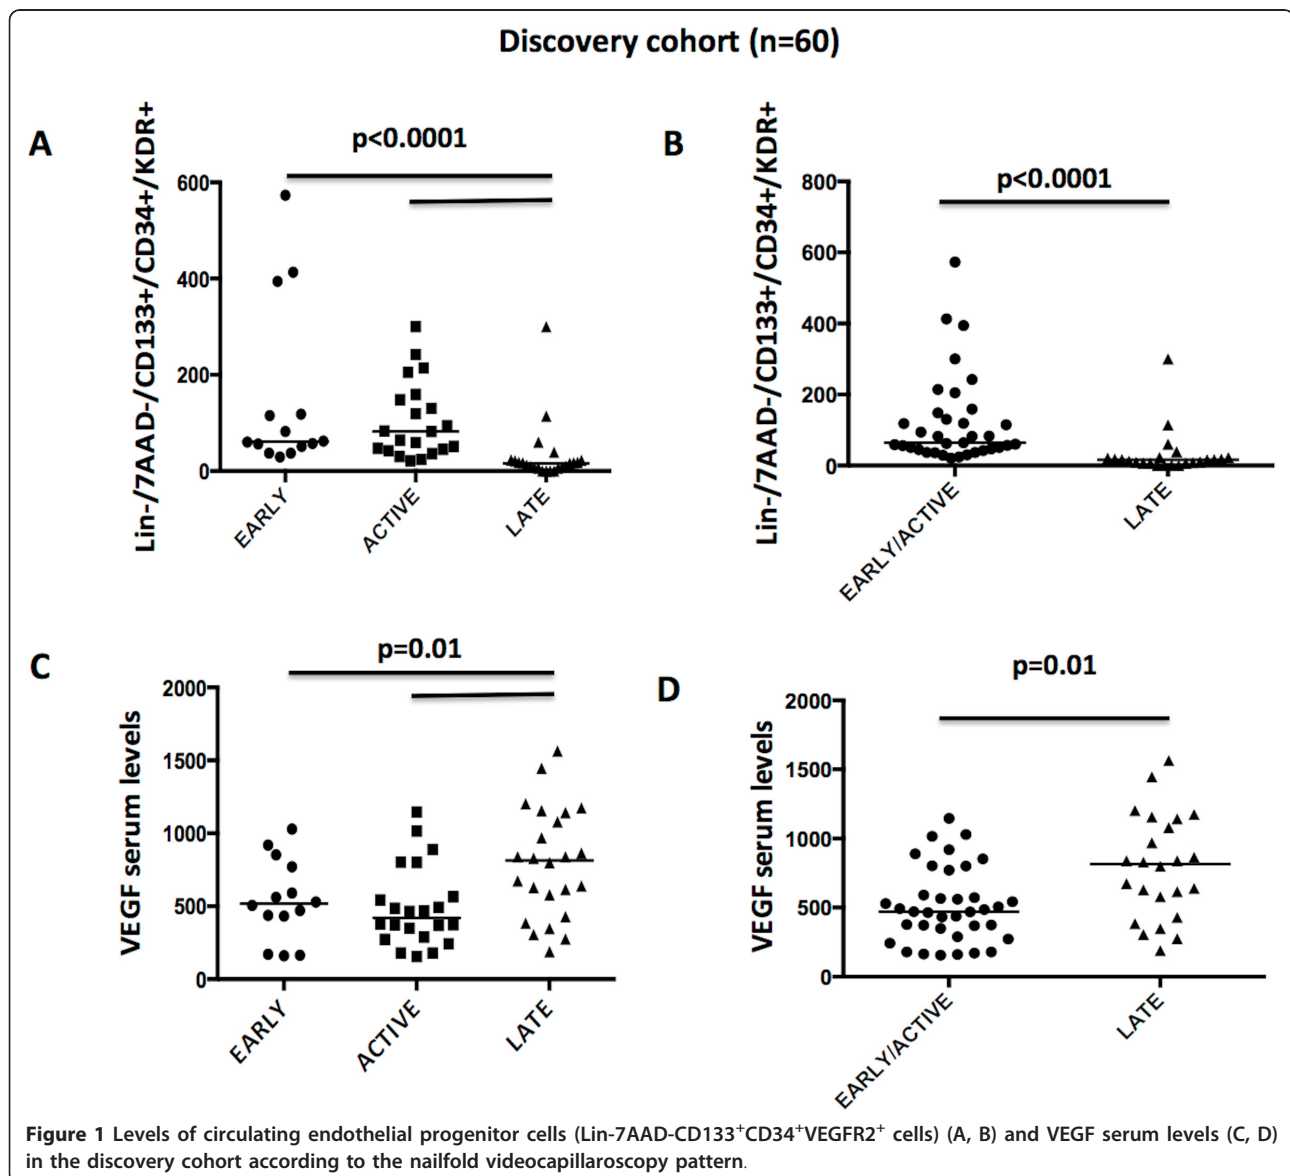 Discovery cohort (n=60)
A
p<0.0001
Lin-/7AAD-/CD133+/CD34+/KDR+
600
400
200
0
EARLY
ACTIVE
LATE
B
p<0.0001
Lin-/7AAD-/CD133+/CD34+/KDR+
800
600
400
200
0
EARLY/ACTIVE
LATE
C
p=0.01
VEGF serum levels
2000
1500
1000
500
0
EARLY
ACTIVE
LATE
D
p=0.01
VEGF serum levels
2000
1500
1000
500
0
EARLY/ACTIVE
LATE
Figure 1 Levels of circulating endothelial progenitor cells (Lin-7AAD-CD133⁺CD34⁺VEGFR2⁺ cells) (A, B) and VEGF serum levels (C, D)
in the discovery cohort according to the nailfold videocapillaroscopy pattern.